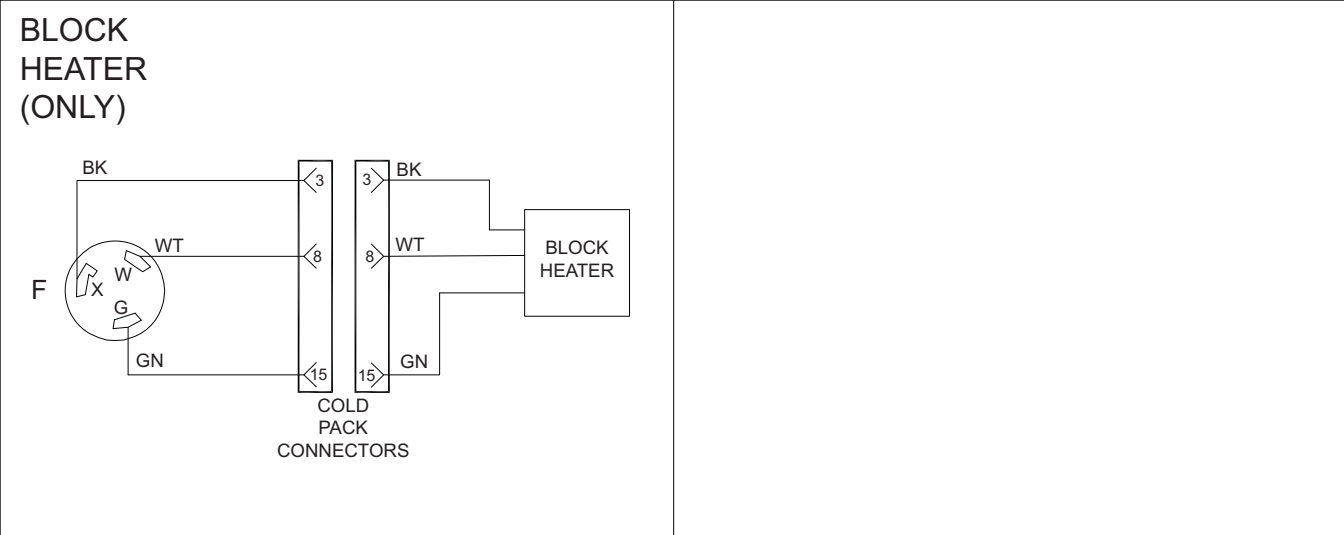 BLOCK
HEATER
(ONLY)
BK
BK
3
3
WT
WT
8
8
W
BLOCK
HEATER
F
X
G
GN
GN
15
15
COLD
PACK
CONNECTORS